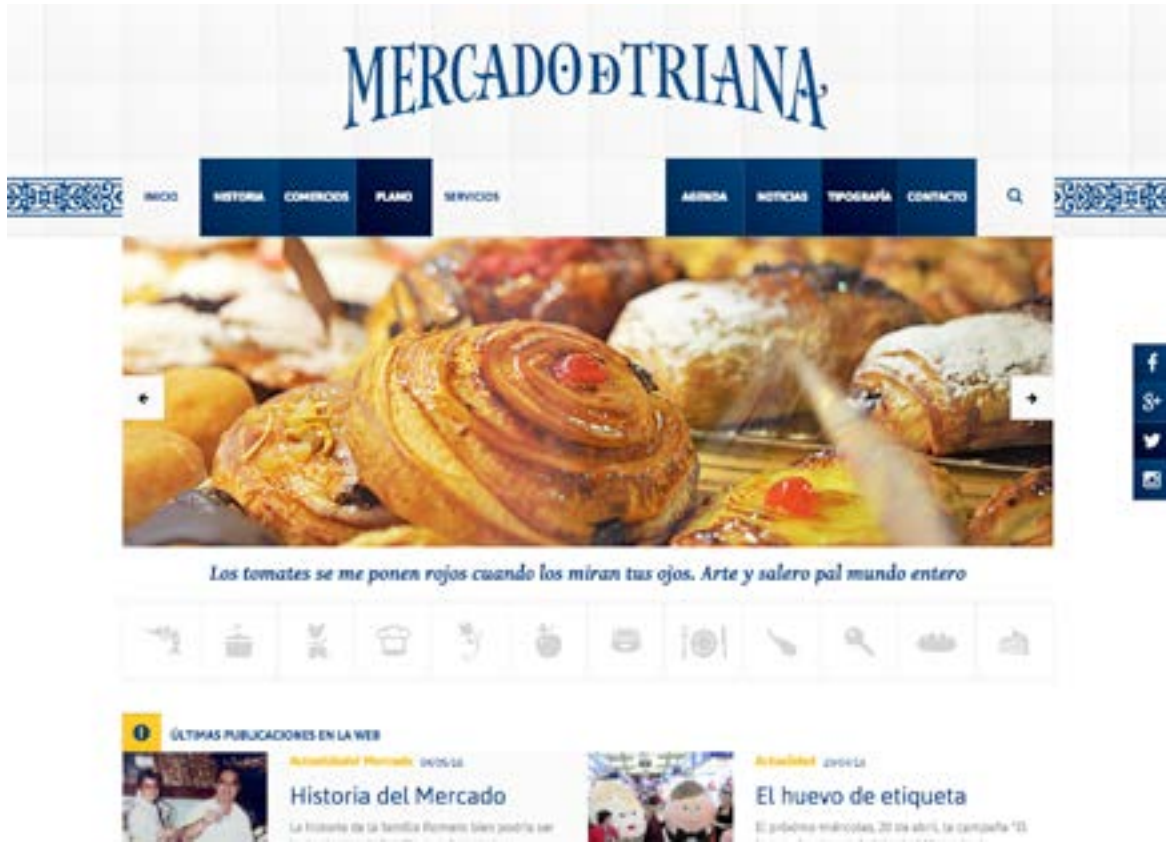 MERCADO DE TRIANA
INICIO HISTORIA COMERCIOS PLANO SERVICIOS AGENDA NOTICIAS TIPOGRAFÍA CONTACTO
Los tomates se me ponen rojos cuando los miran tus ojos. Arte y salero pal mundo entero
ÚLTIMAS PUBLICACIONES EN LA WEB
Actualidad
Historia del Mercado
El huevo de etiqueta
La historia de la familia Romero bien podría ser
El próximo miércoles, 20 de abril, la campaña "El